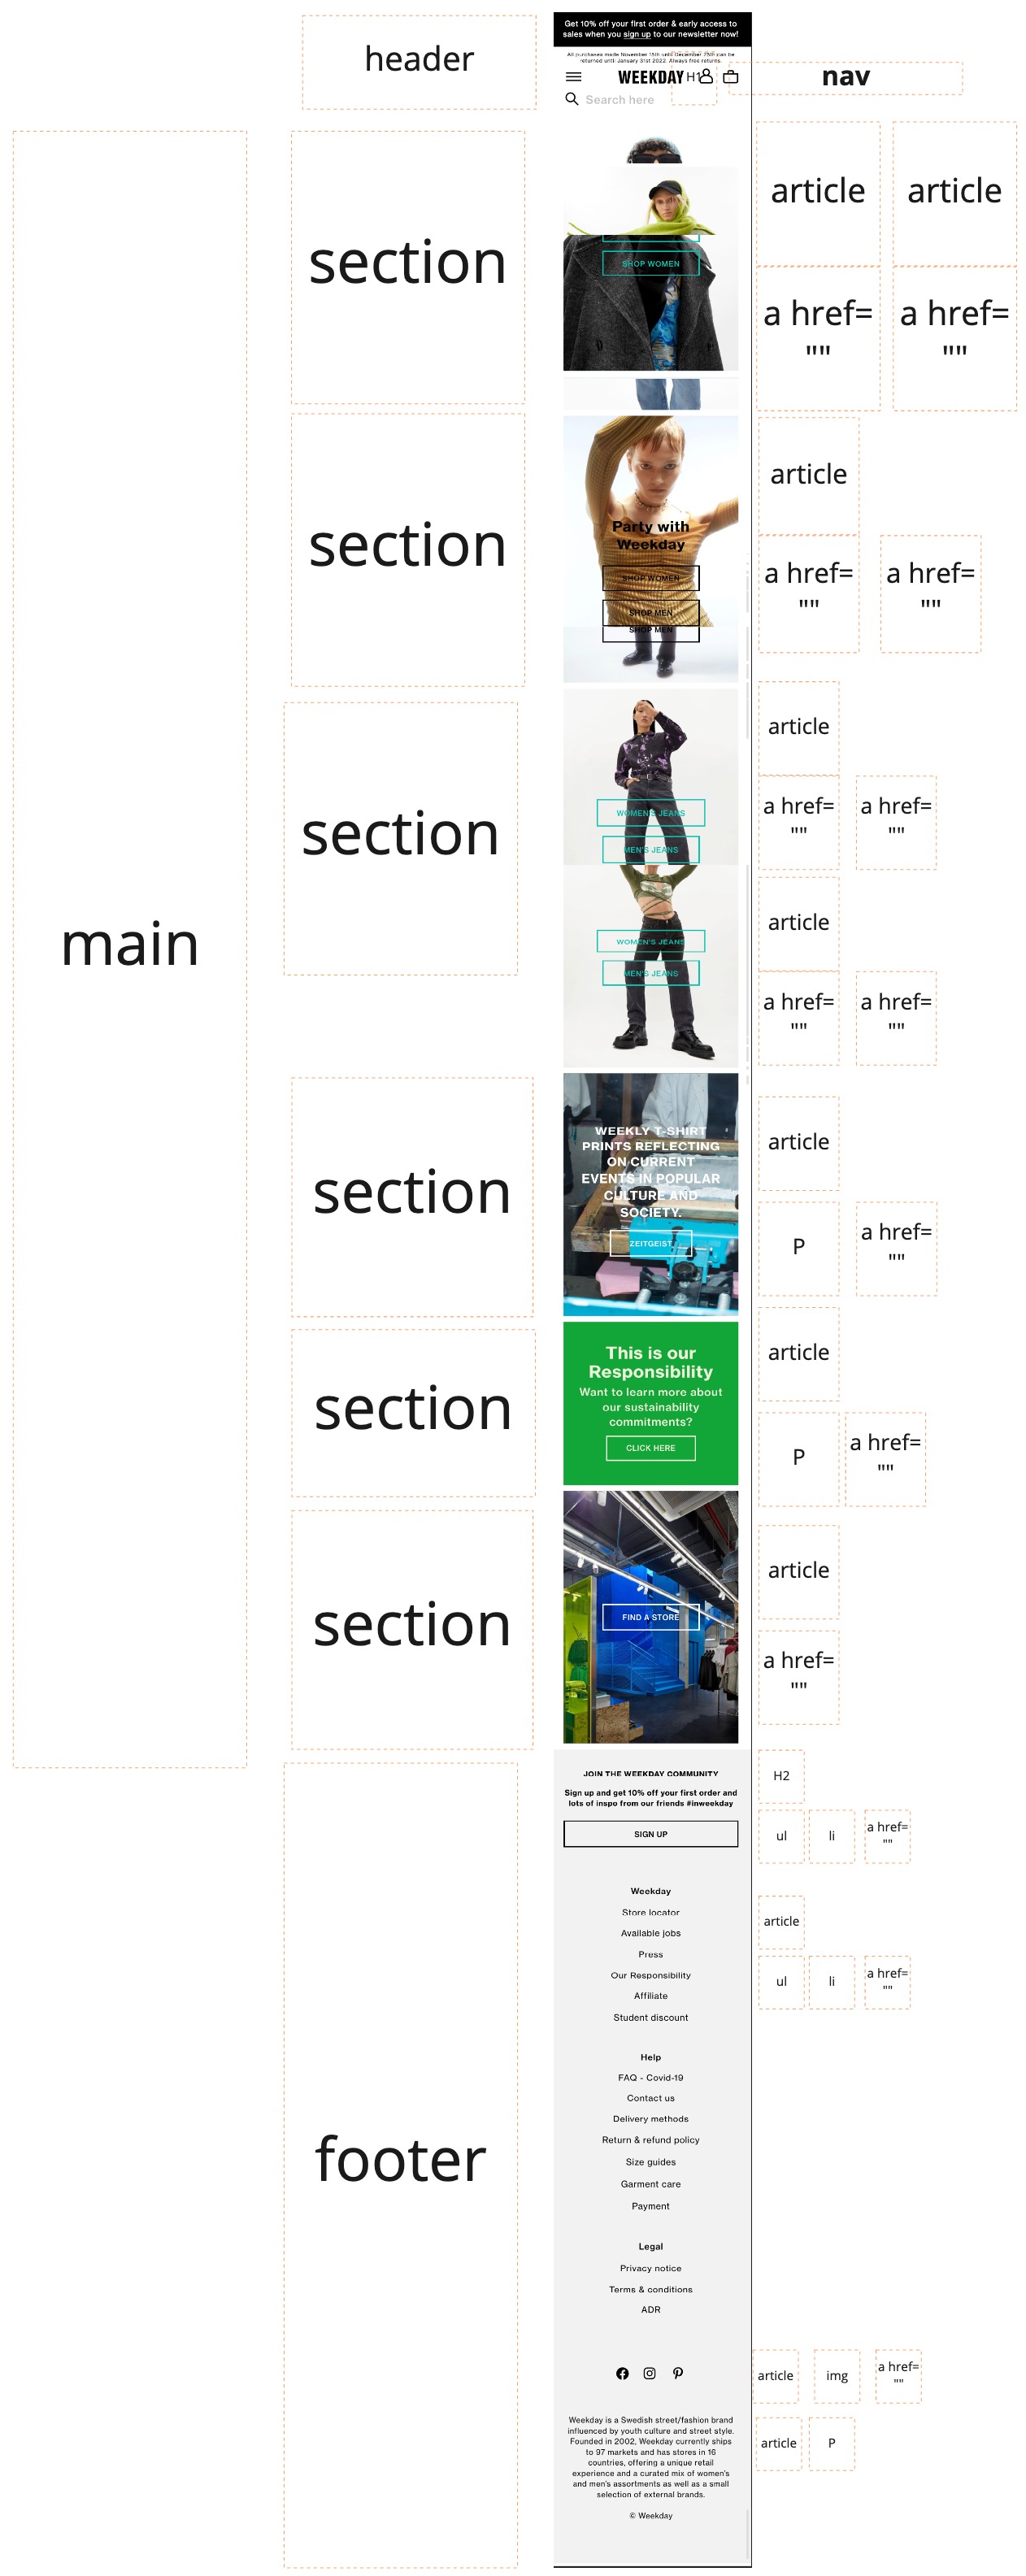 header
Get 10% off your first order & early access to
sales when you sign up to our newsletter now!
All purchases made November 15th until December 25th can be
returned until January 31st 2022. Always free returns.
WEEKDAY H1
nav
Search here
main
section
SHOP WOMEN
article
article
a href=
""
a href=
""
section
Party with
Weekday
SHOP WOMEN
SHOP MEN
SHOP MEN
article
a href=
""
a href=
""
section
WOMEN'S JEANS
MEN'S JEANS
WOMEN'S JEANS
MEN'S JEANS
article
a href=
""
a href=
""
article
a href=
""
a href=
""
section
WEEKLY T-SHIRT
PRINTS REFLECTING
ON CURRENT
EVENTS IN POPULAR
CULTURE AND
SOCIETY.
ZEITGEIST
article
P
a href=
""
section
This is our
Responsibility
Want to learn more about
our sustainability
commitments?
CLICK HERE
article
P
a href=
""
section
FIND A STORE
article
a href=
""
footer
JOIN THE WEEKDAY COMMUNITY
Sign up and get 10% off your first order and
lots of inspo from our friends #inweekday
SIGN UP
H2
ul
li
a href=
""
Weekday
Store locator
Available jobs
Press
Our Responsibility
Affiliate
Student discount
article
ul
li
a href=
""
Help
FAQ - Covid-19
Contact us
Delivery methods
Return & refund policy
Size guides
Garment care
Payment
Legal
Privacy notice
Terms & conditions
ADR
article
img
a href=
""
Weekday is a Swedish street/fashion brand
influenced by youth culture and street style.
Founded in 2002, Weekday currently ships
to 97 markets and has stores in 16
countries, offering a unique retail
experience and a curated mix of women's
and men's assortments as well as a small
selection of external brands.
© Weekday
article
P